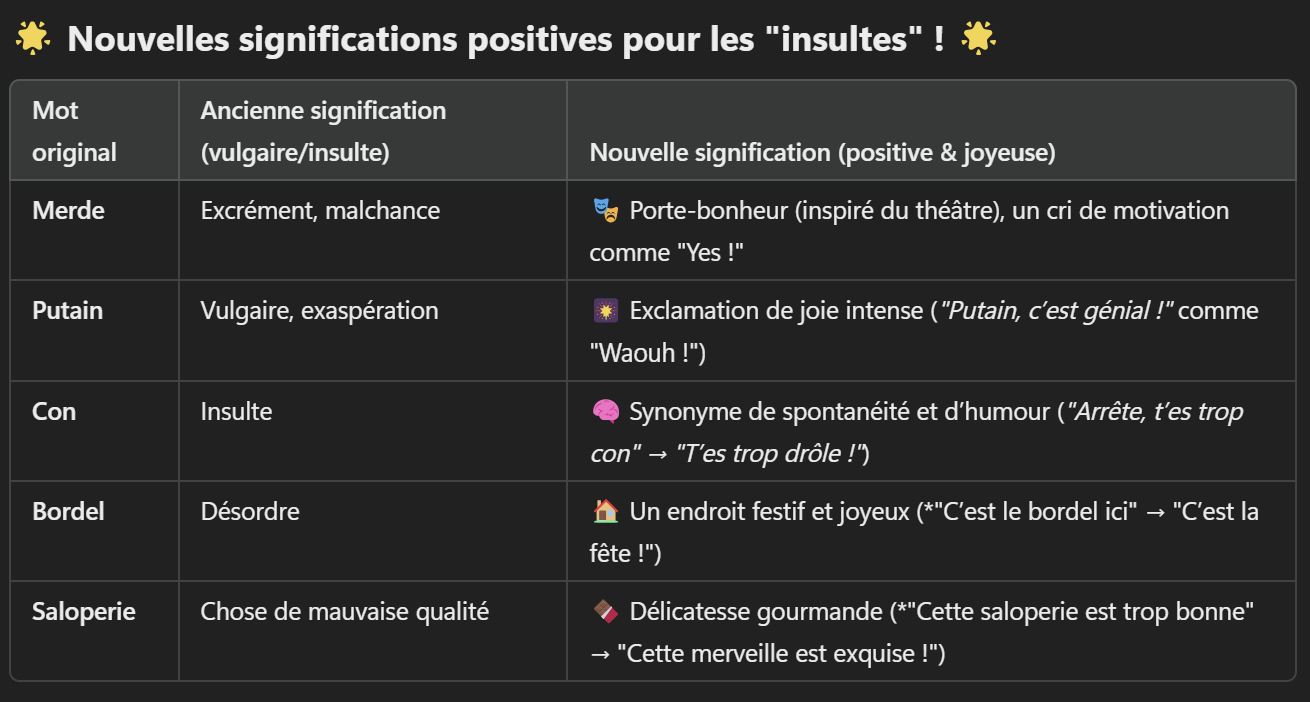 🌟 Nouvelles significations positives pour les "insultes" ! 🌟
Mot
original
Ancienne signification
(vulgaire/insulte)
Nouvelle signification (positive & joyeuse)
Merde
Excrément, malchance
🎭 Porte-bonheur (inspiré du théâtre), un cri de motivation
comme "Yes !"
Putain
Vulgaire, exaspération
🎇 Exclamation de joie intense ("Putain, c’est génial !" comme
"Waouh !")
Con
Insulte
🧠 Synonyme de spontanéité et d’humour ("Arrête, t’es trop
con" → "T’es trop drôle !")
Bordel
Désordre
🏠 Un endroit festif et joyeux (*"C’est le bordel ici" → "C’est la
fête !")
Saloperie
Chose de mauvaise qualité
🍫 Délicatesse gourmande (*"Cette saloperie est trop bonne"
→ "Cette merveille est exquise !")